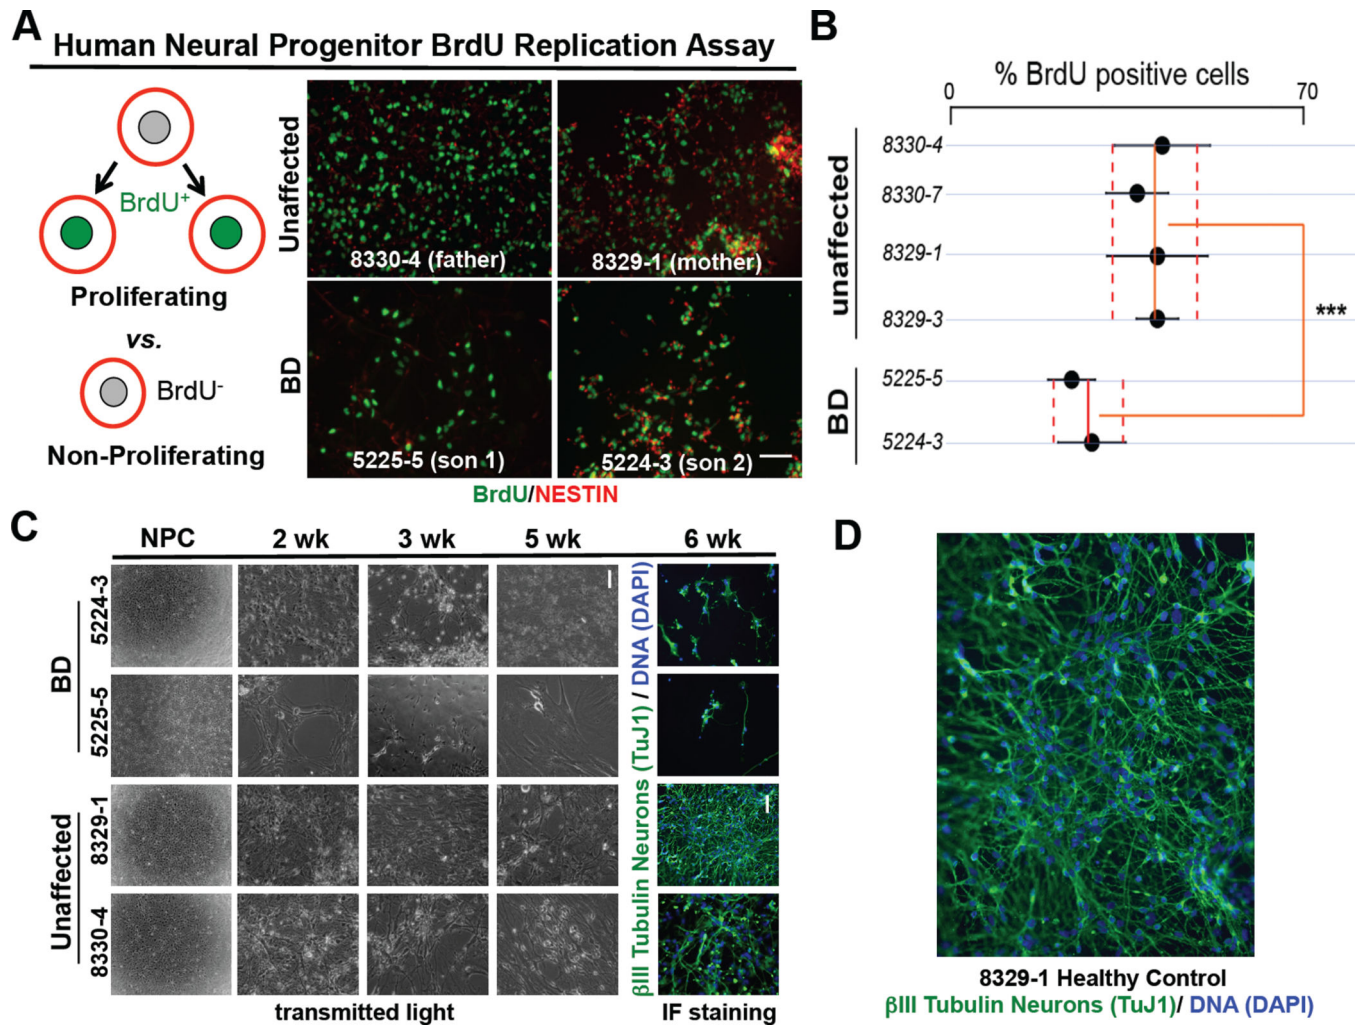 A
Human Neural Progenitor BrdU Replication Assay
BrdU+
Proliferating
vs.
BrdU-
Non-Proliferating
Unaffected
BD
8330-4 (father)
8329-1 (mother)
5225-5 (son 1)
5224-3 (son 2)
BrdU/NESTIN
B
% BrdU positive cells
0
70
unaffected
8330-4
8330-7
8329-1
8329-3
BD
5225-5
5224-3
***
C
NPC
2 wk
3 wk
5 wk
6 wk
BD
5224-3
5225-5
Unaffected
8329-1
8330-4
βIII Tubulin Neurons (TuJ1) / DNA (DAPI)
transmitted light
IF staining
D
8329-1 Healthy Control
βIII Tubulin Neurons (TuJ1)/ DNA (DAPI)